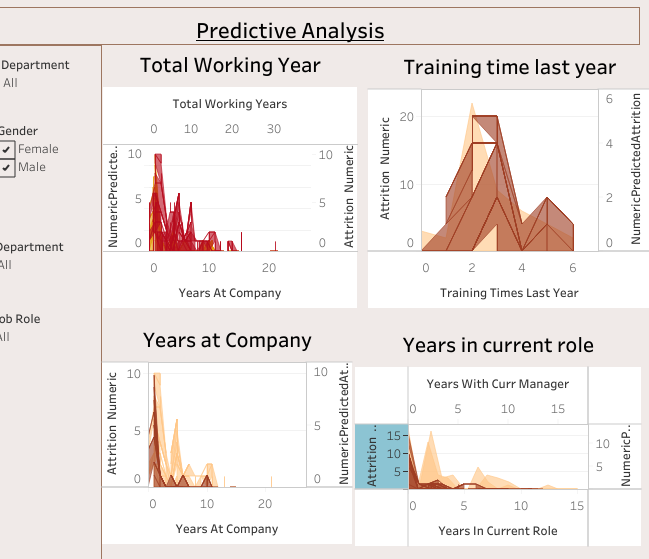 Predictive Analysis
Department
All
Gender
Female
Male
Department
All
Job Role
All
Total Working Year
Total Working Years
0 10 20 30
NumericPredicte..
10
5
0
10
5
0
Attrition Numeric
0 10 20
Years At Company
Training time last year
Attrition Numeric
20
10
0
6
4
2
0
NumericPredictedAttrition
0 2 4 6
Training Times Last Year
Years at Company
Attrition Numeric
10
5
0
10
5
0
NumericPredictedAt..
0 10 20
Years At Company
Years in current role
Years With Curr Manager
0 5 10 15
Attrition ..
15
10
5
10
5
NumericP..
0 5 10 15
Years In Current Role